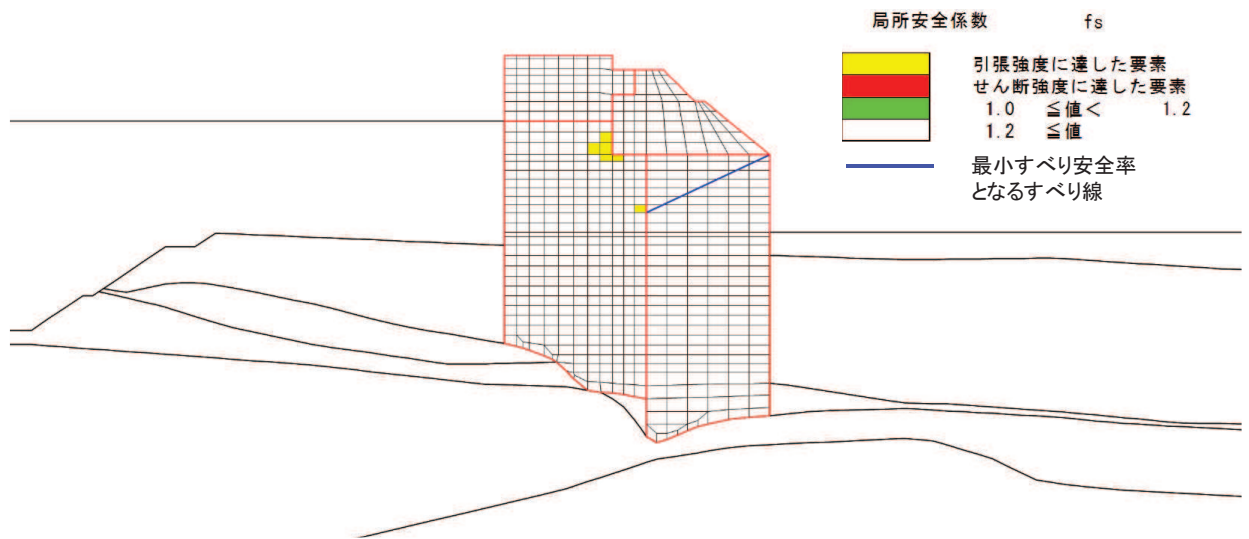 局所安全係数 fs
引張強度に達した要素
せん断強度に達した要素
1.0 ≦値< 1.2
1.2 ≦値
最小すべり安全率
となるすべり線